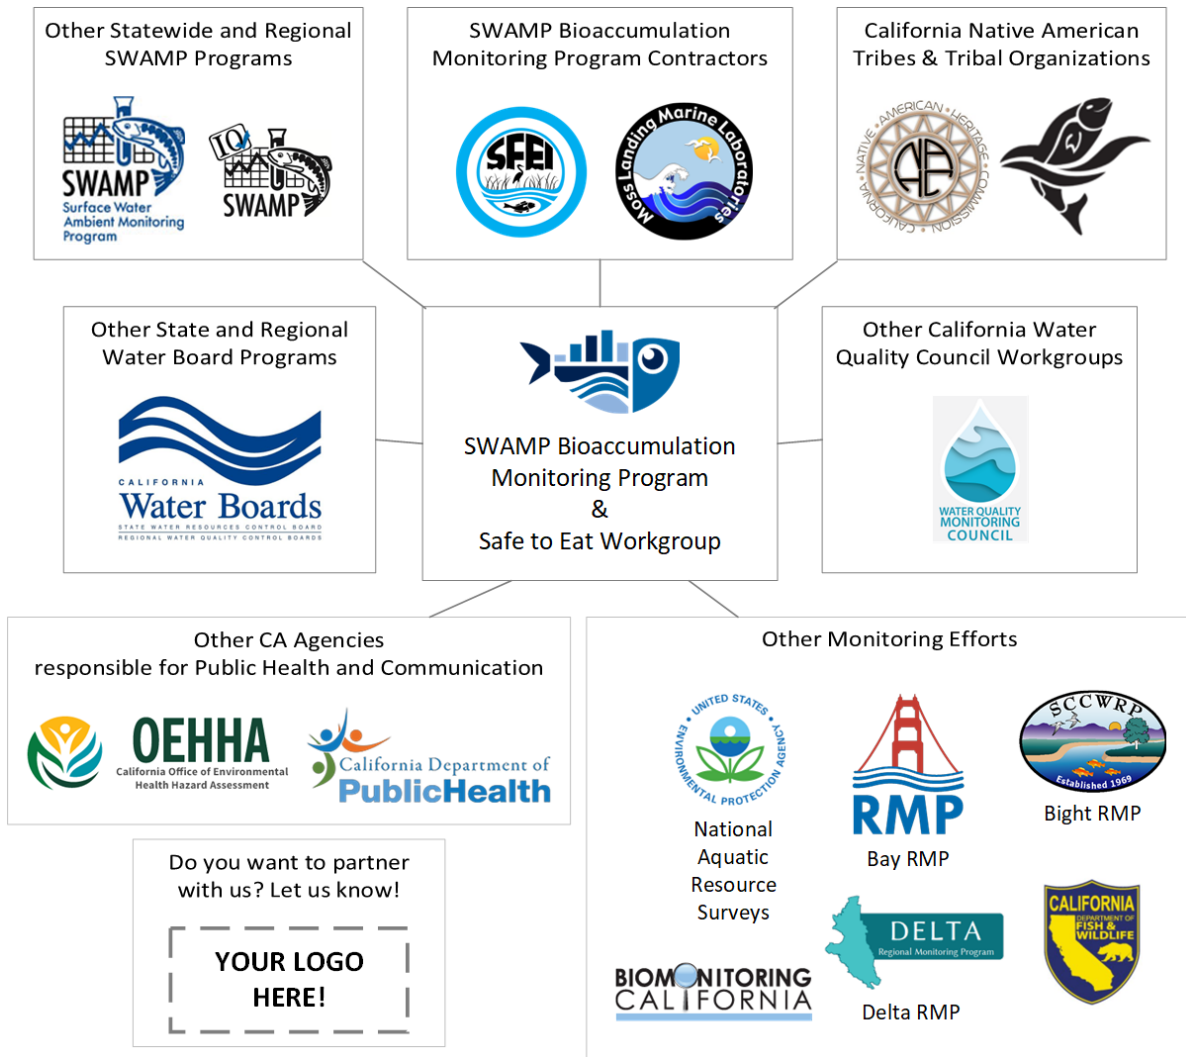 Other Statewide and Regional
SWAMP Programs
SWAMP
Surface Water
Ambient Monitoring
Program
IQ
SWAMP
SWAMP Bioaccumulation
Monitoring Program Contractors
SFEI
Moss Landing Marine Laboratories
California Native American
Tribes & Tribal Organizations
CALIFORNIA • NATIVE • AMERICAN • HERITAGE • COMMISSION
NAHC
Other State and Regional
Water Board Programs
CALIFORNIA
Water Boards
STATE WATER RESOURCES CONTROL BOARD
REGIONAL WATER QUALITY CONTROL BOARDS
SWAMP Bioaccumulation
Monitoring Program
&
Safe to Eat Workgroup
Other California Water
Quality Council Workgroups
WATER QUALITY
MONITORING
COUNCIL
Other CA Agencies
responsible for Public Health and Communication
OEHHA
California Office of Environmental
Health Hazard Assessment
California Department of
PublicHealth
Do you want to partner
with us? Let us know!
YOUR LOGO
HERE!
Other Monitoring Efforts
UNITED STATES • ENVIRONMENTAL PROTECTION AGENCY •
National
Aquatic
Resource
Surveys
RMP
Bay RMP
SCCWRP
Established 1969
Bight RMP
BIOMONITORING
CALIFORNIA
DELTA
Regional Monitoring Program
Delta RMP
CALIFORNIA
DEPARTMENT OF
FISH &
WILDLIFE